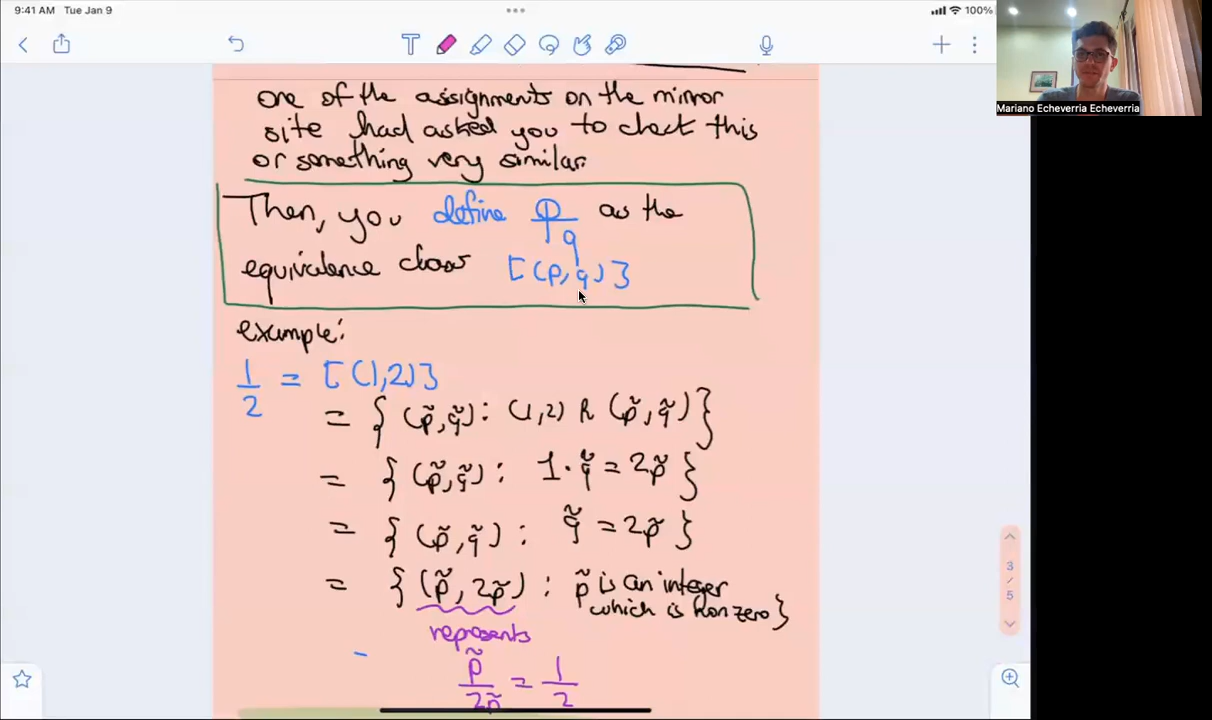 9:41 AM Tue Jan 9
100%
Mariano Echeverria Echeverria
one of the assignments on the mirror
site had asked you to check this
or something very similar.
Then, you define p/q as the
equivalence class [(p,q)]
example:
1/2 = [(1,2)]
= { (p̃,q̃): (1,2) R (p̃,q̃) }
= { (p̃,q̃): 1·q̃ = 2p̃ }
= { (p̃,q̃): q̃ = 2p̃ }
= { (p̃, 2p̃): p̃ is an integer
which is nonzero }
represents
p̃/2p̃ = 1/2
3
/
5